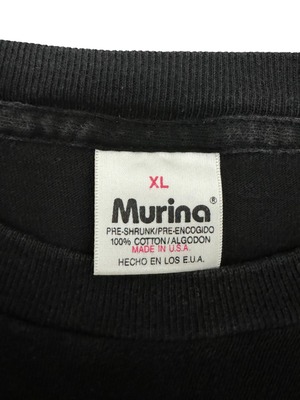 XL
Murina®
PRE-SHRUNK/PRE-ENCOGIDO
100% COTTON/ALGODON
MADE IN U.S.A.
HECHO EN LOS E.U.A.